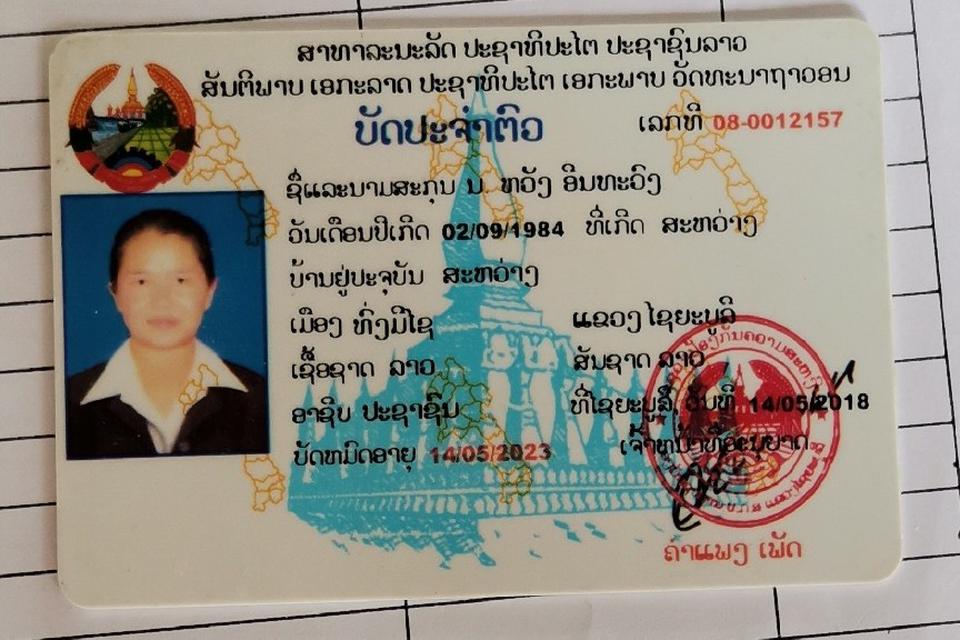 ສາທາລະນະລັດ ປະຊາທິປະໄຕ ປະຊາຊົນລາວ
ສັນຕິພາບ ເອກະລາດ ປະຊາທິປະໄຕ ເອກະພາບ ວັດທະນາຖາວອນ
ບັດປະຈຳຕົວ
ເລກທີ 08-0012157
ຊື່ແລະນາມສະກຸນ ນ ຫວັງ ອິນທະວົງ
ວັນເດືອນປີເກີດ 02/09/1984 ທີ່ເກີດ ສະຫວ່າງ
ບ້ານຢູ່ປະຈຸບັນ ສະຫວ່າງ
ເມືອງ ທົ່ງມີໄຊ ແຂວງ ໄຊຍະບູລີ
ເຊື້ອຊາດ ລາວ ສັນຊາດ ລາວ
ອາຊີບ ປະຊາຊົນ ທີ່ໄຊຍະບູລີ, ວັນທີ 14/05/2018
ບັດຫມົດອາຍຸ 14/05/2023 ເຈົ້າຫນ້າທີ່ອະນຸຍາດ
ຄຳແພງ ເພັດ